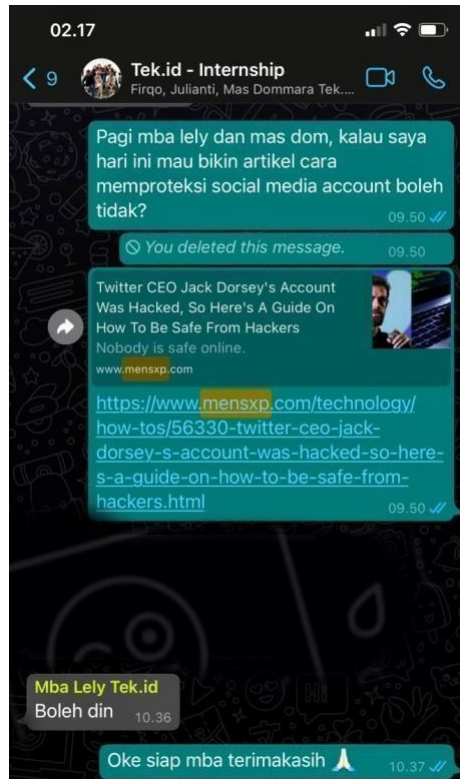 02.17
9
Tek.id - Internship
Firqo, Julianti, Mas Dommara Tek....
Pagi mba lely dan mas dom, kalau saya
hari ini mau bikin artikel cara
memproteksi social media account boleh
tidak?
09.50
You deleted this message.
09.50
Twitter CEO Jack Dorsey's Account
Was Hacked, So Here's A Guide On
How To Be Safe From Hackers
Nobody is safe online.
www.mensxp.com
https://www.mensxp.com/technology/
how-tos/56330-twitter-ceo-jack-
dorsey-s-account-was-hacked-so-here-
s-a-guide-on-how-to-be-safe-from-
hackers.html
09.50
Mba Lely Tek.id
Boleh din
10.36
Oke siap mba terimakasih 🙏
10.37